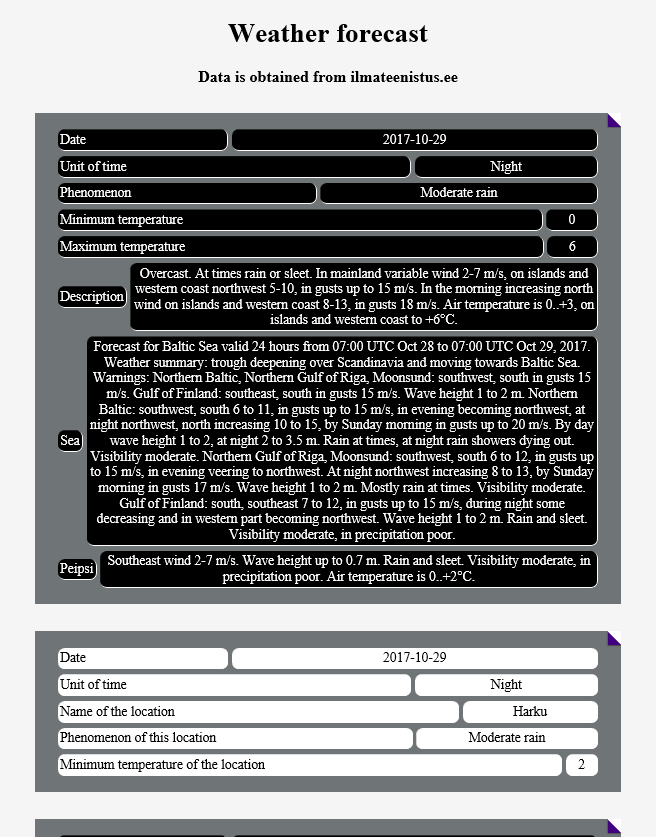 Weather forecast
Data is obtained from ilmateenistus.ee
Date 2017-10-29
Unit of time Night
Phenomenon Moderate rain
Minimum temperature 0
Maximum temperature 6
Description
Overcast. At times rain or sleet. In mainland variable wind 2-7 m/s, on islands and
western coast northwest 5-10, in gusts up to 15 m/s. In the morning increasing north
wind on islands and western coast 8-13, in gusts 18 m/s. Air temperature is 0..+3, on
islands and western coast to +6°C.
Sea
Forecast for Baltic Sea valid 24 hours from 07:00 UTC Oct 28 to 07:00 UTC Oct 29, 2017.
Weather summary: trough deepening over Scandinavia and moving towards Baltic Sea.
Warnings: Northern Baltic, Northern Gulf of Riga, Moonsund: southwest, south in gusts 15
m/s. Gulf of Finland: southeast, south in gusts 15 m/s. Wave height 1 to 2 m. Northern
Baltic: southwest, south 6 to 11, in gusts up to 15 m/s, in evening becoming northwest, at
night northwest, north increasing 10 to 15, by Sunday morning in gusts up to 20 m/s. By day
wave height 1 to 2, at night 2 to 3.5 m. Rain at times, at night rain showers dying out.
Visibility moderate. Northern Gulf of Riga, Moonsund: southwest, south 6 to 12, in gusts up
to 15 m/s, in evening veering to northwest. At night northwest increasing 8 to 13, by Sunday
morning in gusts 17 m/s. Wave height 1 to 2 m. Mostly rain at times. Visibility moderate.
Gulf of Finland: south, southeast 7 to 12, in gusts up to 15 m/s, during night some
decreasing and in western part becoming northwest. Wave height 1 to 2 m. Rain and sleet.
Visibility moderate, in precipitation poor.
Peipsi
Southeast wind 2-7 m/s. Wave height up to 0.7 m. Rain and sleet. Visibility moderate, in
precipitation poor. Air temperature is 0..+2°C.
Date 2017-10-29
Unit of time Night
Name of the location Harku
Phenomenon of this location Moderate rain
Minimum temperature of the location 2